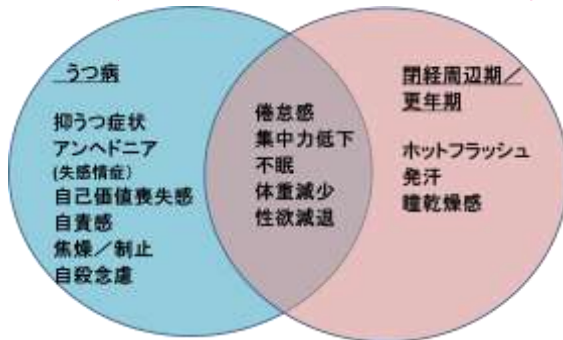 うつ病
抑うつ症状
アンヘドニア
(失感情症)
自己価値喪失感
自責感
焦燥/制止
自殺念慮
倦怠感
集中力低下
不眠
体重減少
性欲減退
閉経周辺期/
更年期
ホットフラッシュ
発汗
瞳乾燥感